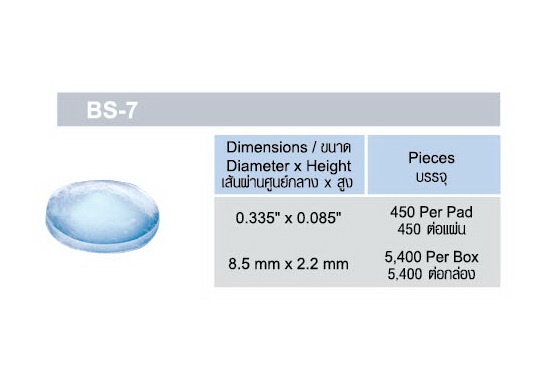 BS-7
Dimensions / ขนาด
Diameter x Height
เส้นผ่านศูนย์กลาง x สูง
Pieces
บรรจุ
0.335" x 0.085"
450 Per Pad
450 ต่อแผ่น
8.5 mm x 2.2 mm
5,400 Per Box
5,400 ต่อกล่อง